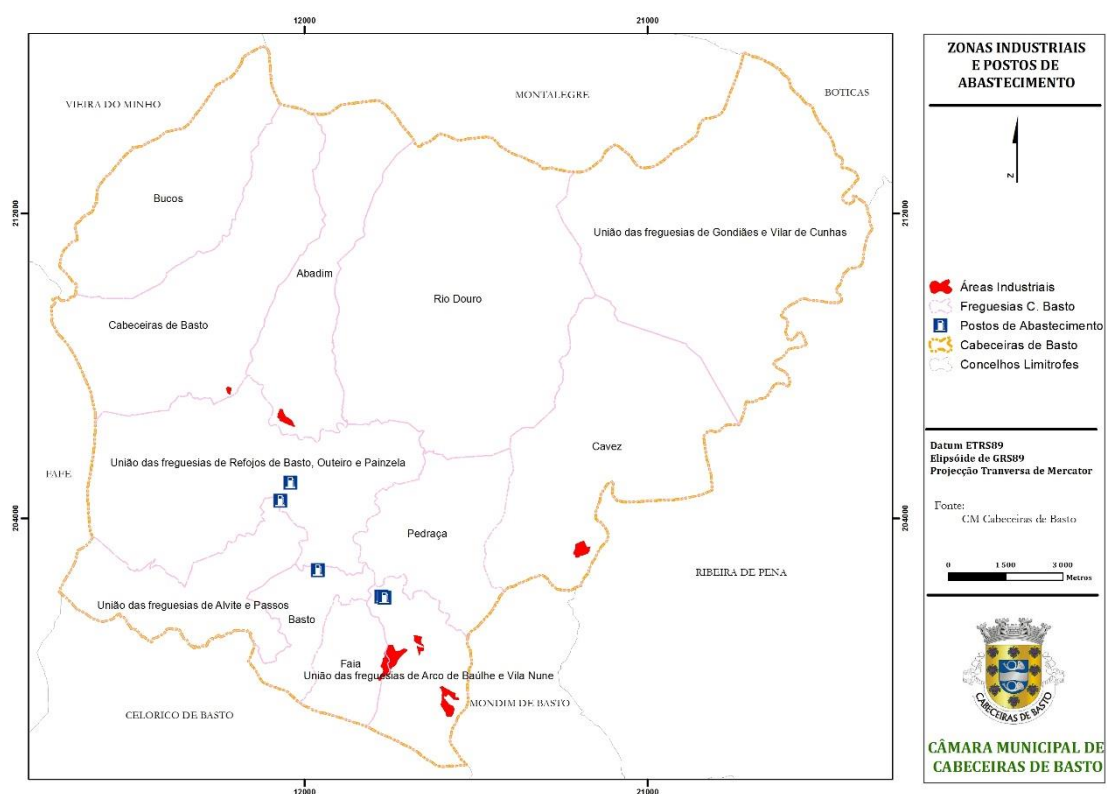 12000
21000
VIEIRA DO MINHO
MONTALEGRE
BOTICAS
Bucos
212000
212000
União das freguesias de Gondiães e Vilar de Cunhas
Abadim
Rio Douro
Cabeceiras de Basto
Cavez
União das freguesias de Refojos de Basto, Outeiro e Painzela
FAFE
204000
204000
Pedraça
RIBEIRA DE PENA
União das freguesias de Alvite e Passos
Basto
Faia
União das freguesias de Arco de Baúlhe e Vila Nune
MONDIM DE BASTO
CELORICO DE BASTO
12000
21000
ZONAS INDUSTRIAIS
E POSTOS DE
ABASTECIMENTO
N
Áreas Industriais
Freguesias C. Basto
Postos de Abastecimento
Cabeceiras de Basto
Concelhos Limitrofes
Datum ETRS89
Elipsóide de GRS89
Projecção Tranversa de Mercator
Fonte:
CM Cabeceiras de Basto
0 1 500 3 000
Metros
CABECEIRAS DE BASTO
CÂMARA MUNICIPAL DE
CABECEIRAS DE BASTO